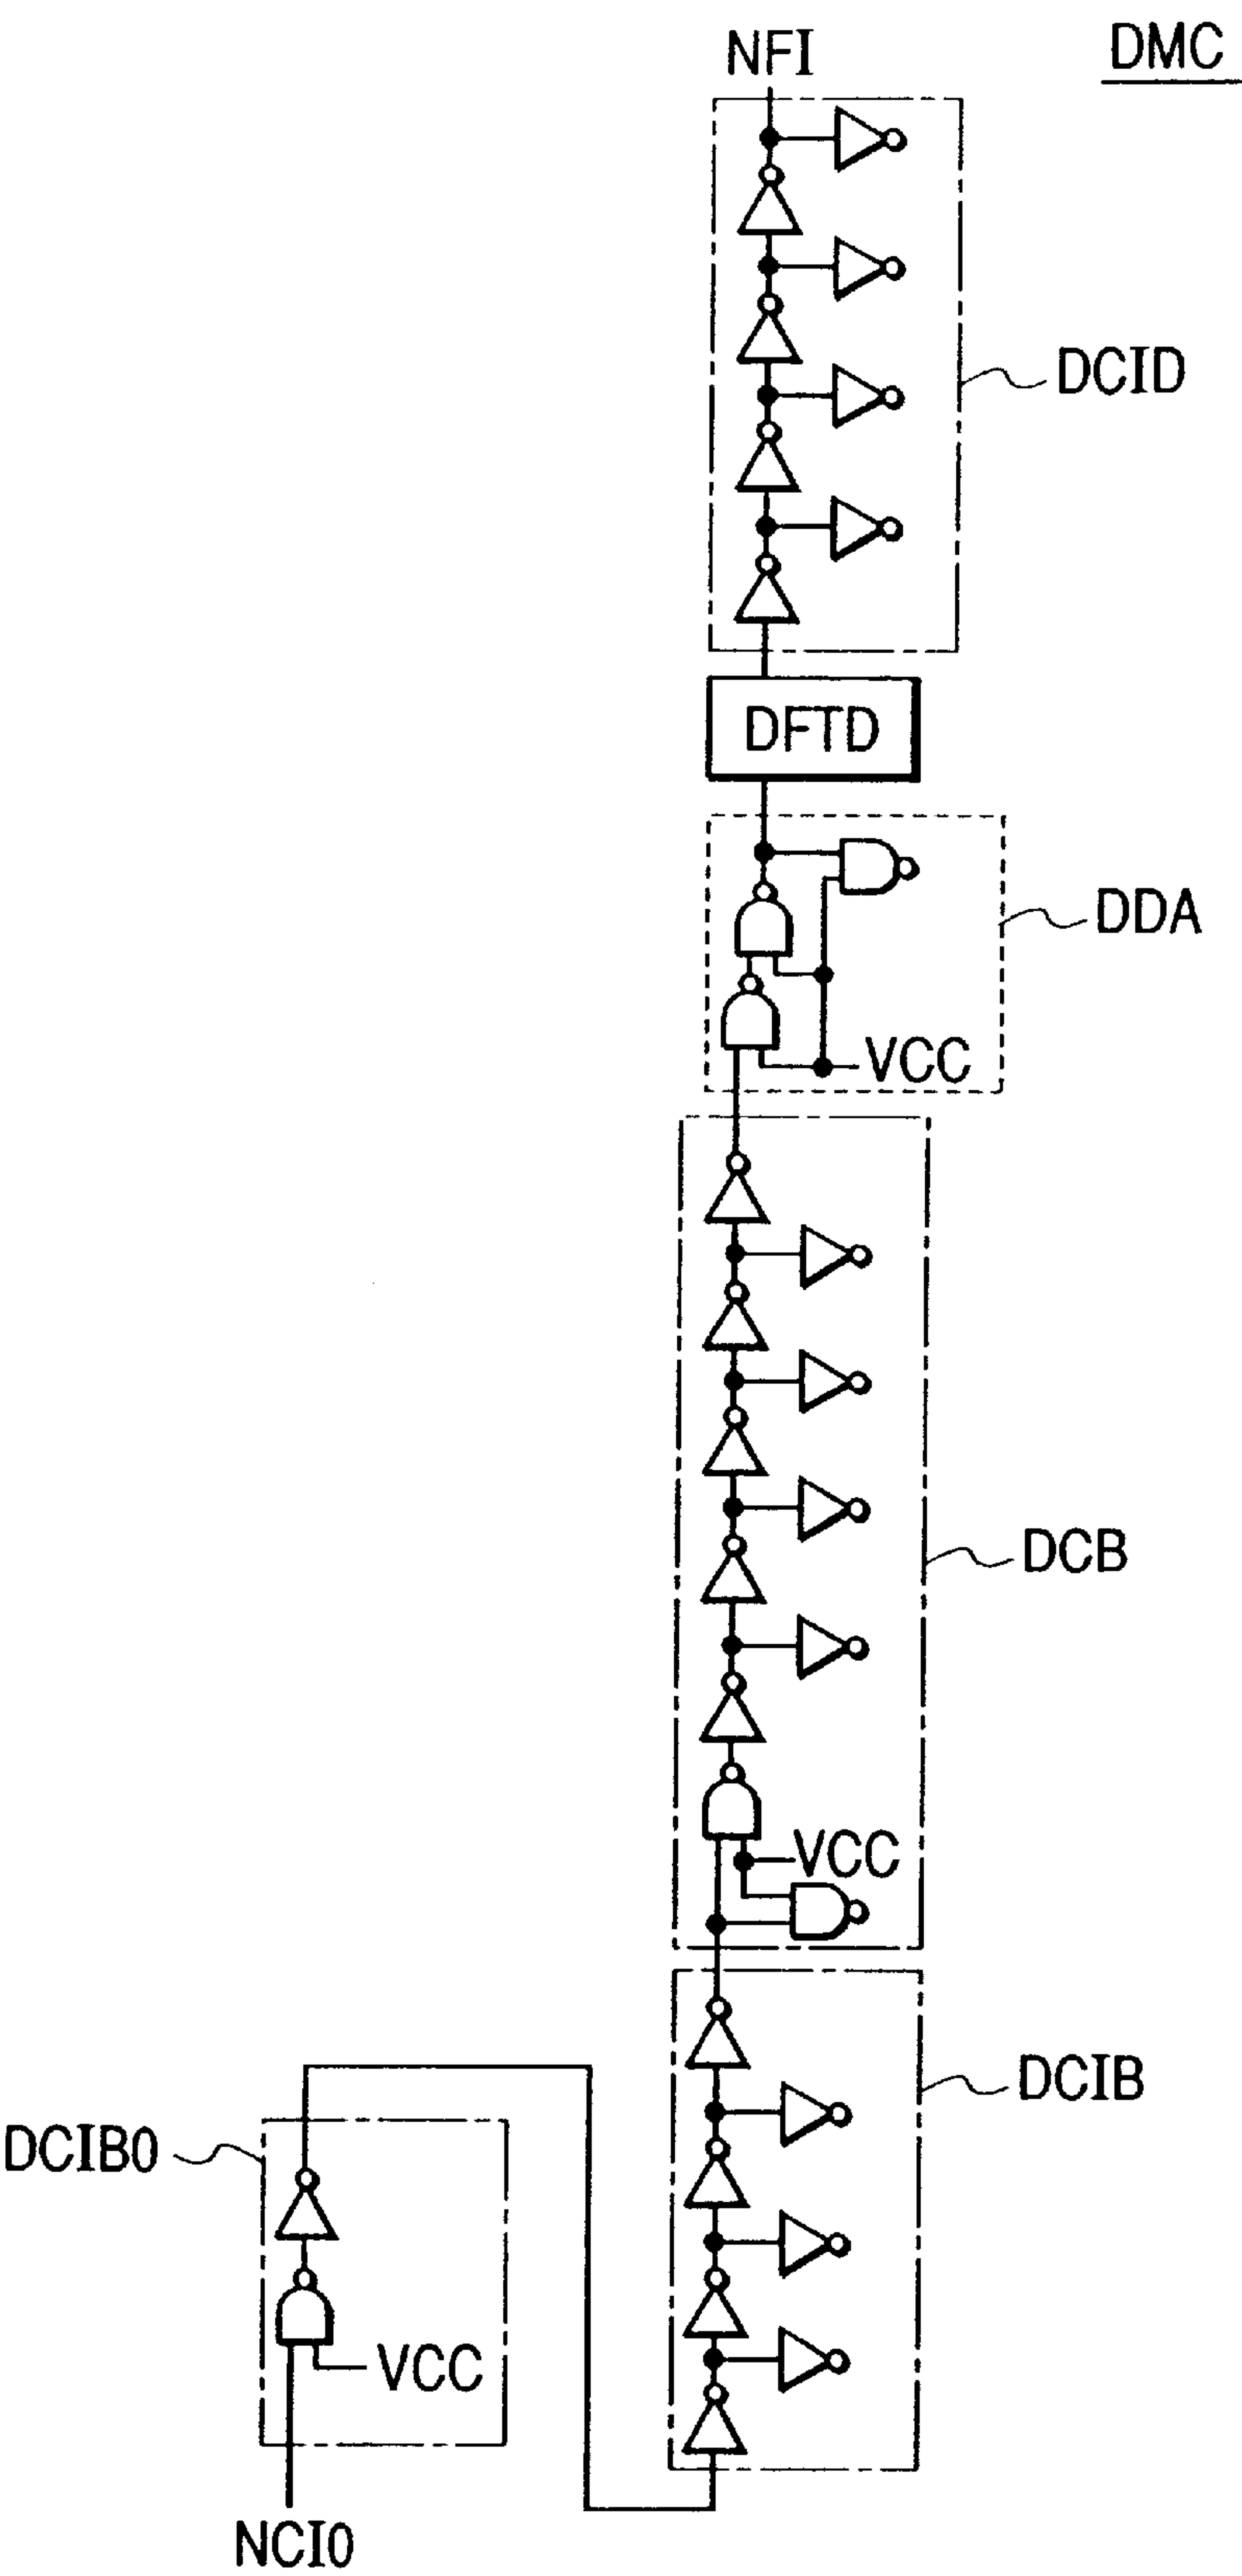 DMC
NFI
DCID
DFTD
DDA
VCC
DCB
VCC
DCIB
DCIB0
VCC
NCI0